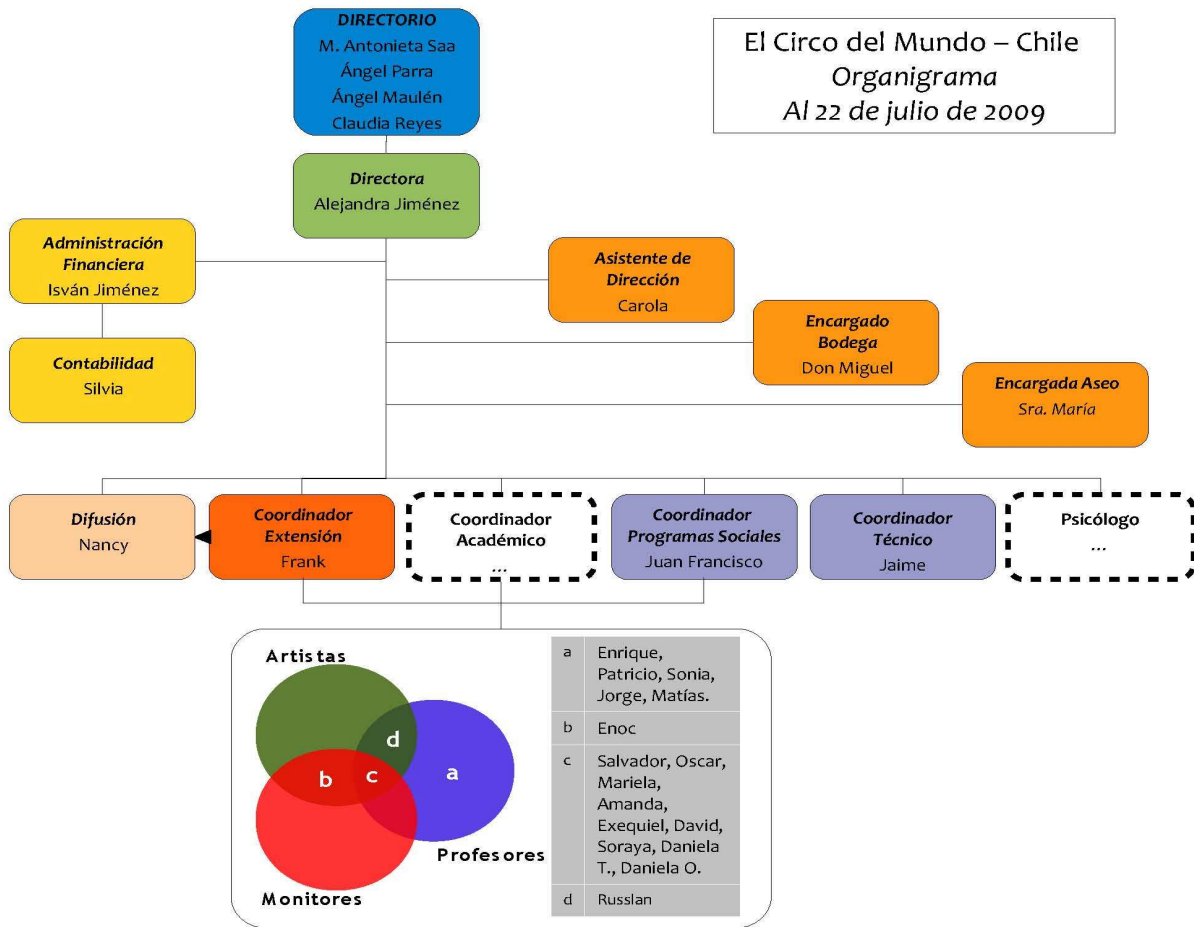 DIRECTORIO
M. Antonieta Saa
Ángel Parra
Ángel Maulén
Claudia Reyes
El Circo del Mundo – Chile
Organigrama
Al 22 de julio de 2009
Directora
Alejandra Jiménez
Administración
Financiera
Isván Jiménez
Asistente de
Dirección
Carola
Encargado
Bodega
Don Miguel
Contabilidad
Silvia
Encargada Aseo
Sra. María
Difusión
Nancy
Coordinador
Extensión
Frank
Coordinador
Académico
...
Coordinador
Programas Sociales
Juan Francisco
Coordinador
Técnico
Jaime
Psicólogo
...
Artistas
d
b
c
a
Profesores
Monitores
a Enrique,
Patricio, Sonia,
Jorge, Matías.
b Enoc
c Salvador, Oscar,
Mariela,
Amanda,
Exequiel, David,
Soraya, Daniela
T., Daniela O.
d Russlan